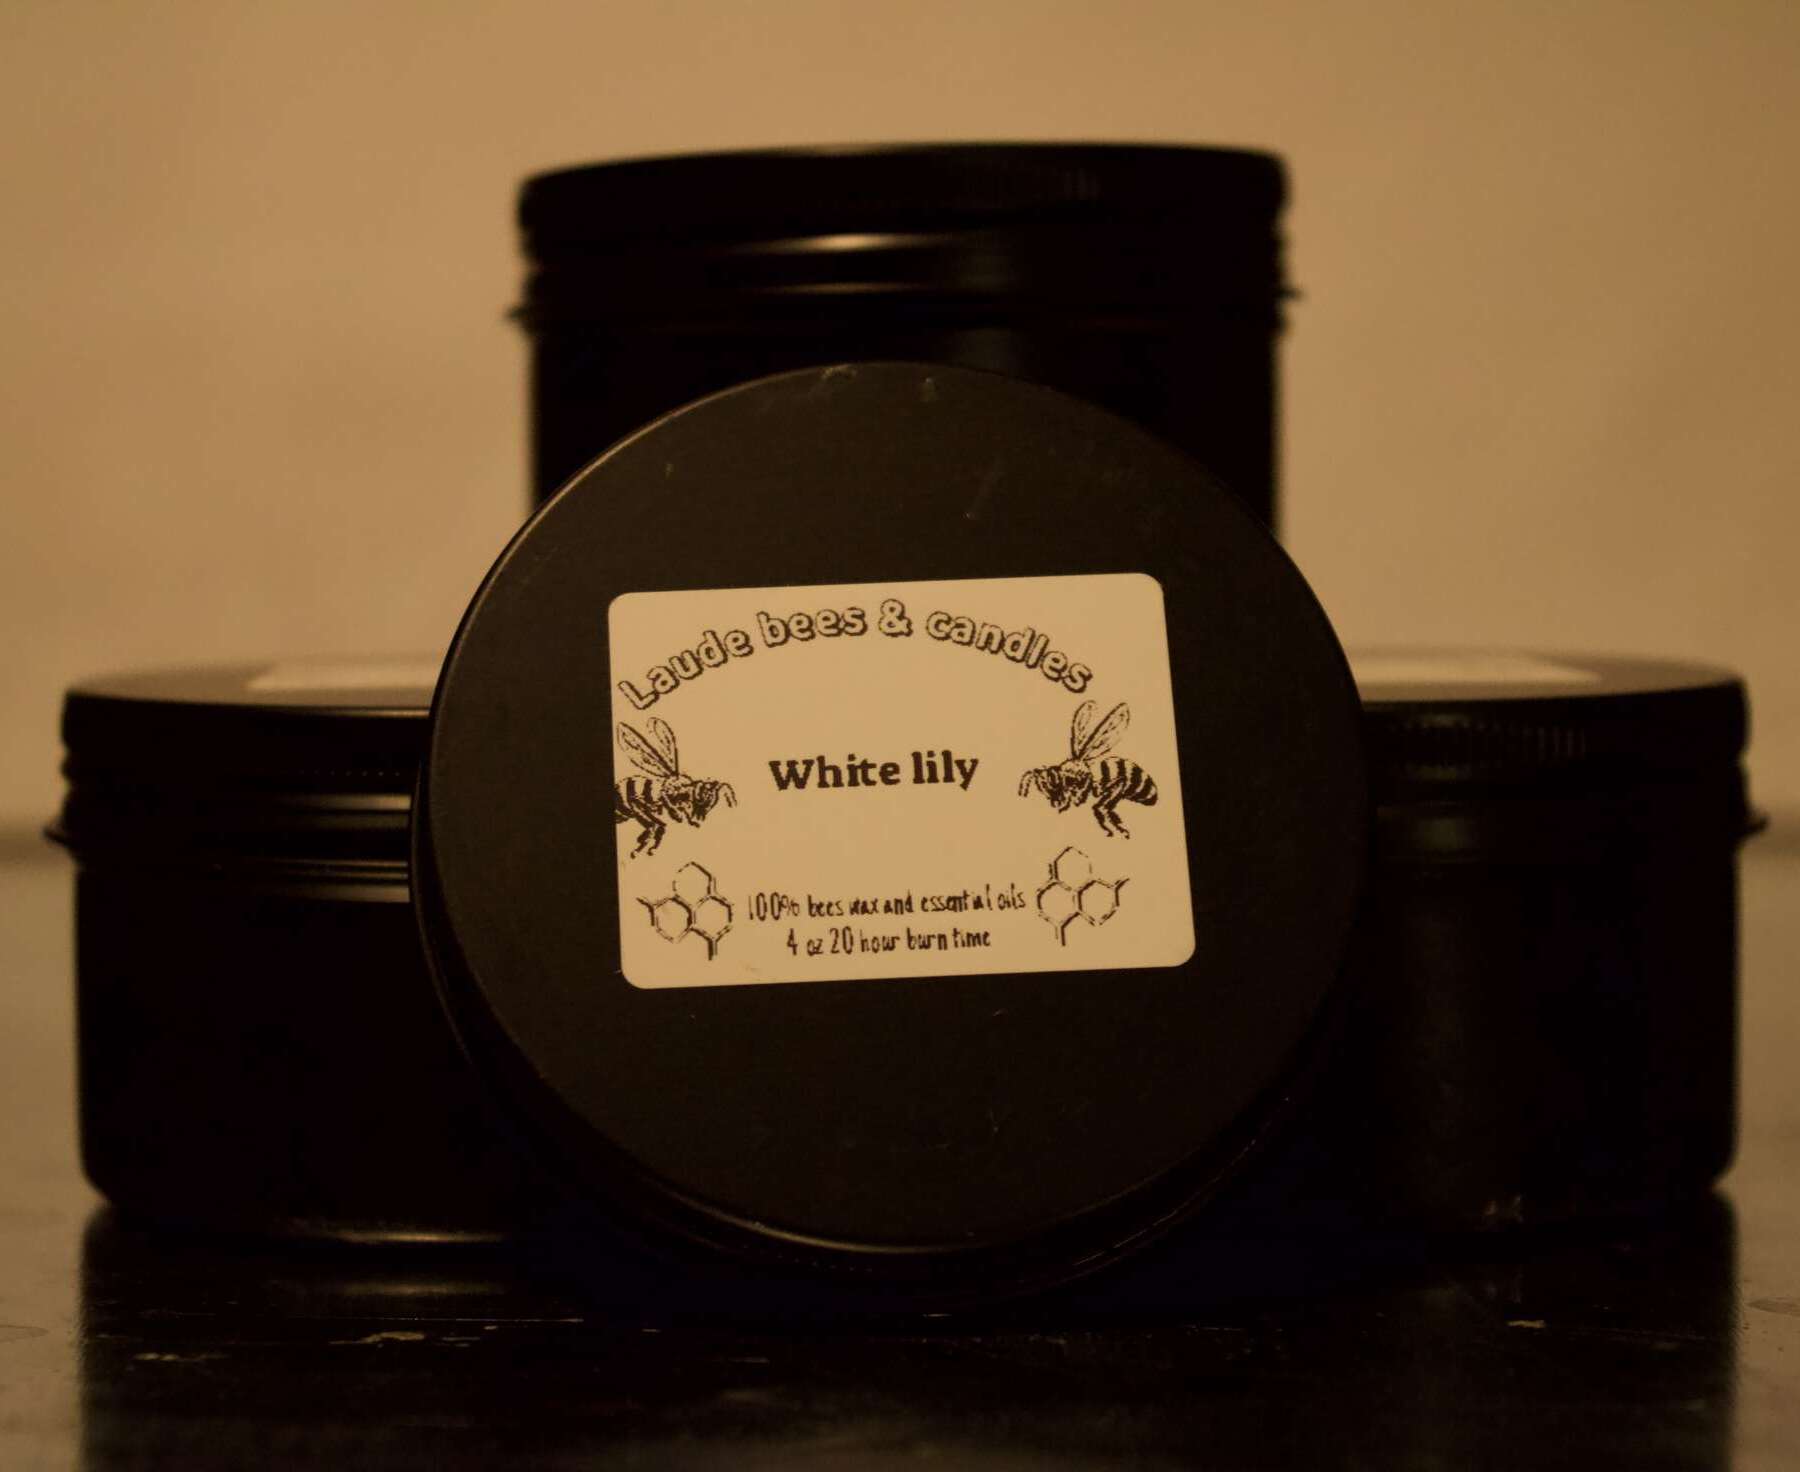 Laude bees & candles
White lily
100% bees wax and essential oils
4 oz 20 hour burn time